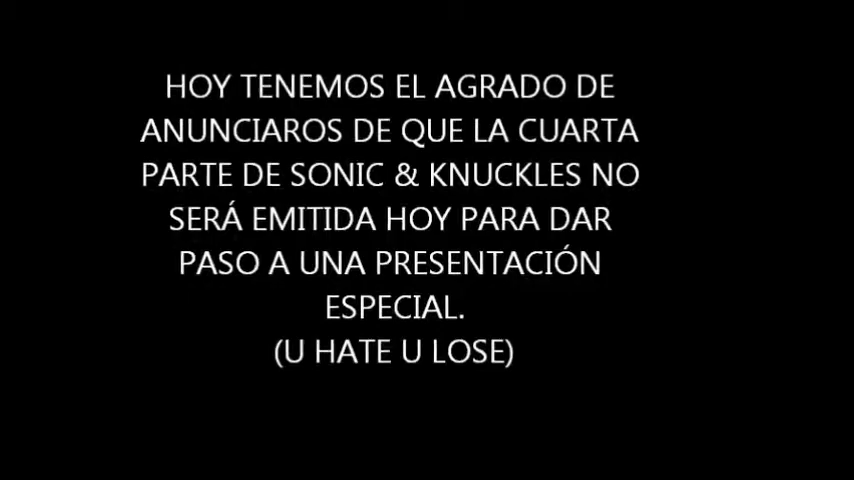 HOY TENEMOS EL AGRADO DE
ANUNCIAROS DE QUE LA CUARTA
PARTE DE SONIC & KNUCKLES NO
SERÁ EMITIDA HOY PARA DAR
PASO A UNA PRESENTACIÓN
ESPECIAL.
(U HATE U LOSE)